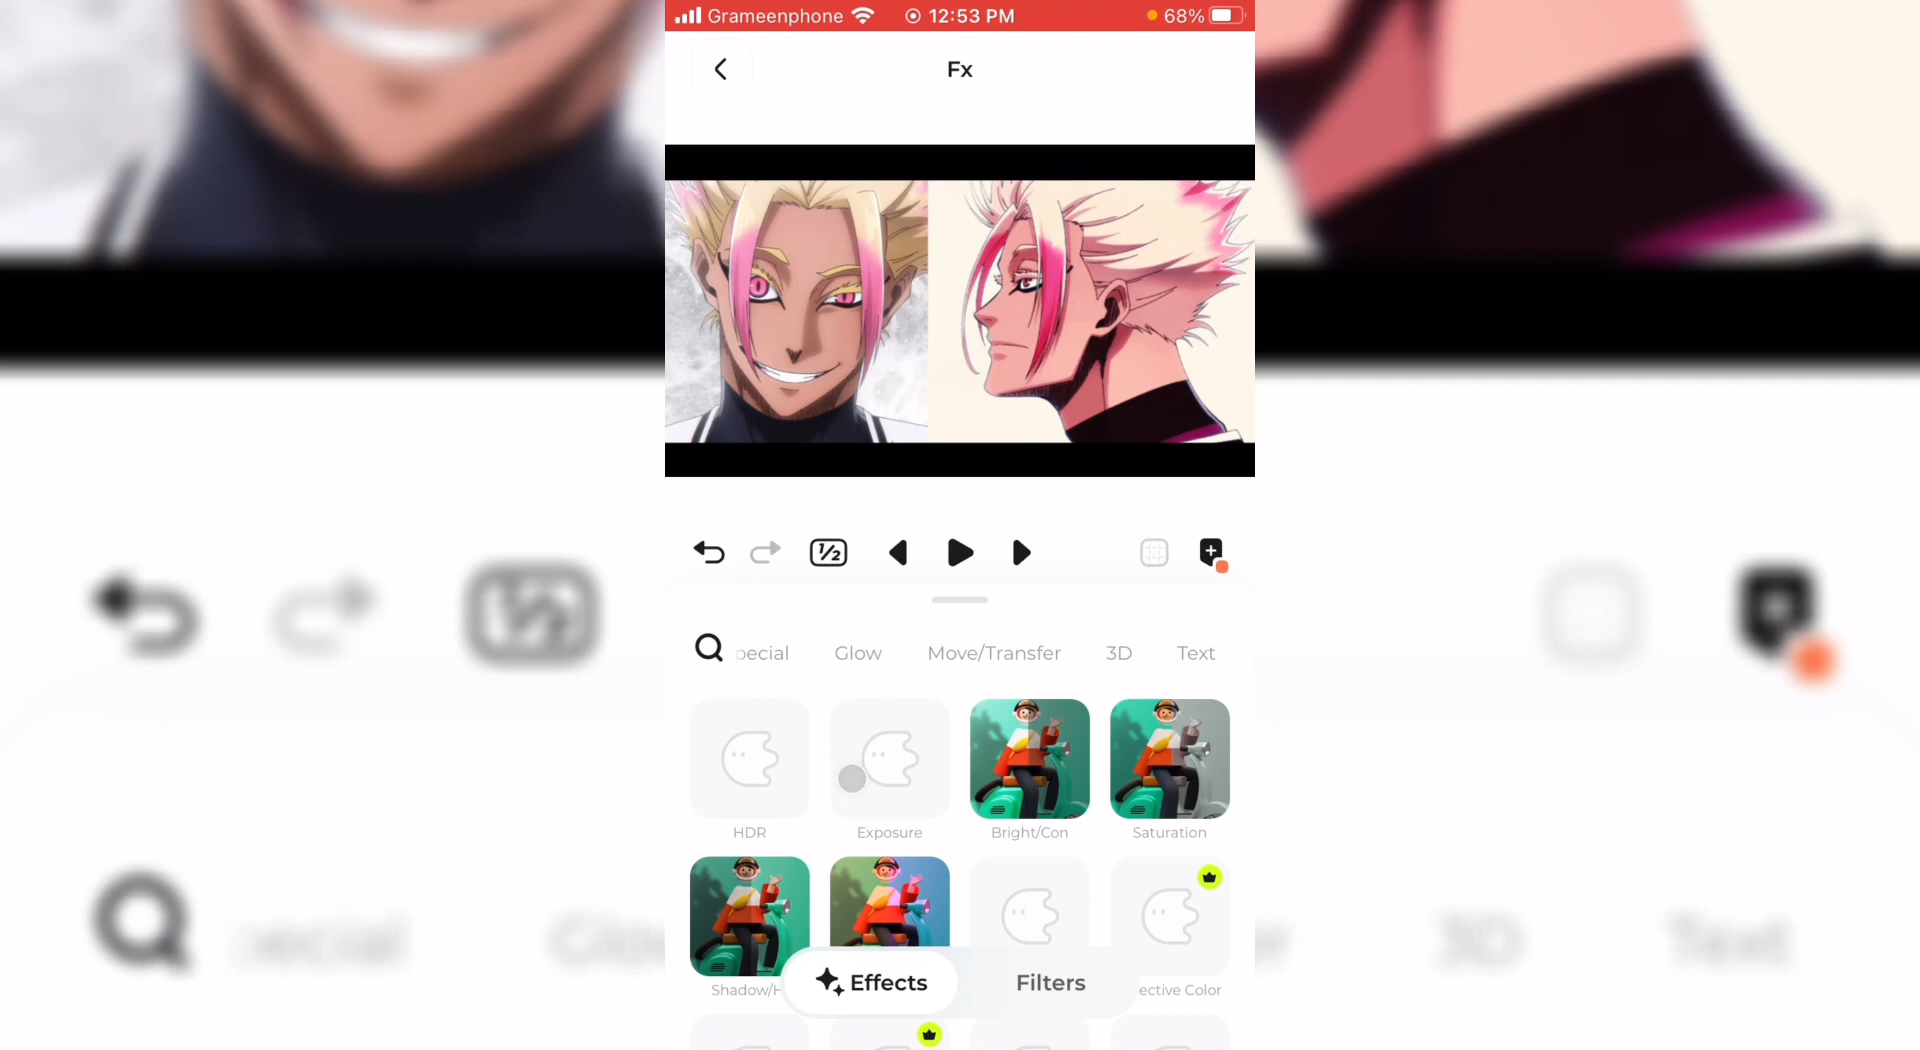 Grameenphone 12:53 PM 68%
Fx
1/2
pecial Glow Move/Transfer 3D Text
HDR Exposure Bright/Con Saturation
Shadow/H ective Color
Effects Filters